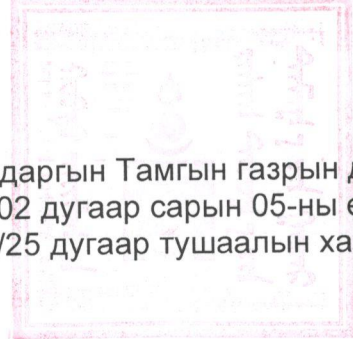 даргын Тамгын газрын
02 дугаар сарын 05-ны
/25 дугаар тушаалын ха